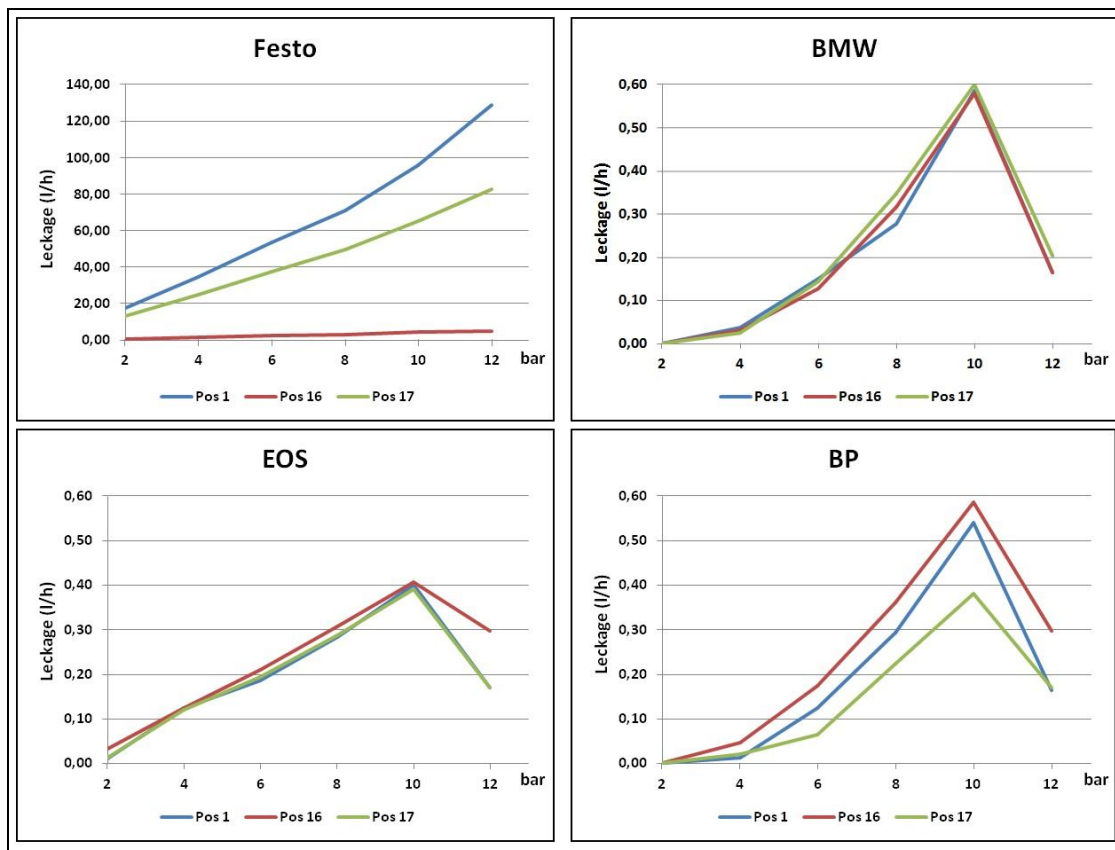 Festo
Leckage (l/h)
140,00
120,00
100,00
80,00
60,00
40,00
20,00
0,00
2 4 6 8 10 12 bar
Pos 1 Pos 16 Pos 17
BMW
Leckage (l/h)
0,60
0,50
0,40
0,30
0,20
0,10
0,00
2 4 6 8 10 12 bar
Pos 1 Pos 16 Pos 17
EOS
Leckage (l/h)
0,60
0,50
0,40
0,30
0,20
0,10
0,00
2 4 6 8 10 12 bar
Pos 1 Pos 16 Pos 17
BP
Leckage (l/h)
0,60
0,50
0,40
0,30
0,20
0,10
0,00
2 4 6 8 10 12 bar
Pos 1 Pos 16 Pos 17